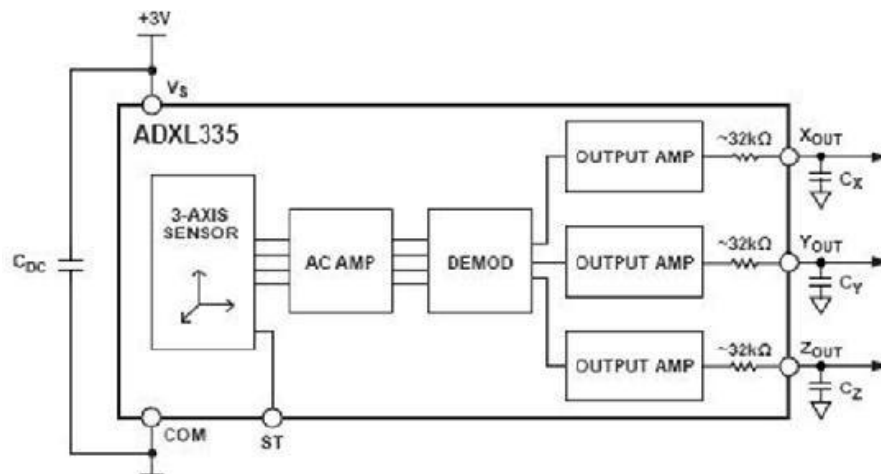 +3V
VS
ADXL335
3-AXIS
SENSOR
AC AMP
DEMOD
OUTPUT AMP
~32kΩ
XOUT
CX
OUTPUT AMP
~32kΩ
YOUT
CY
OUTPUT AMP
~32kΩ
ZOUT
CZ
CDC
COM
ST